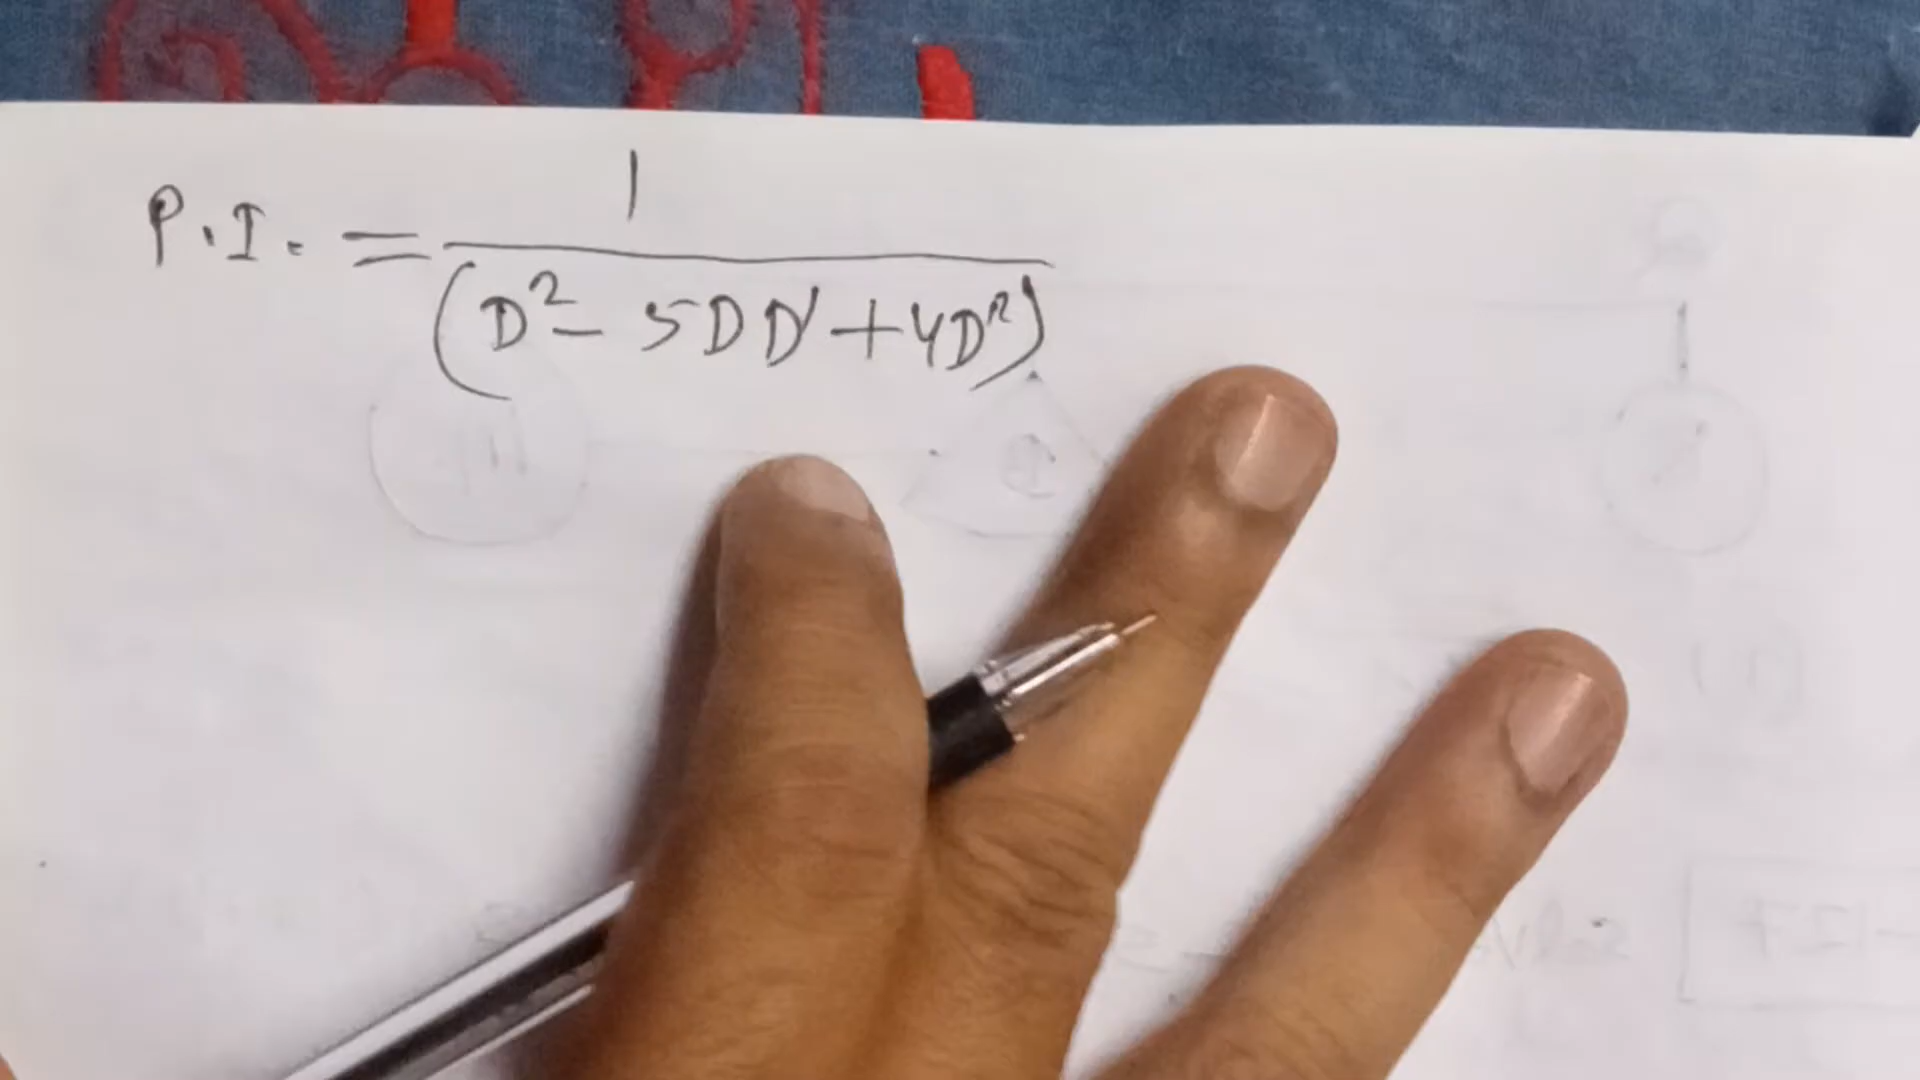 P.I. = 1
(D² - 5DD' + 4D'²)